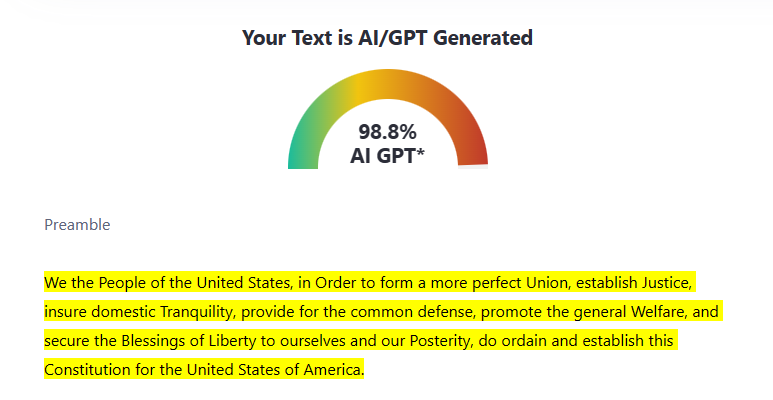 Your Text is AI/GPT Generated
98.8%
AI GPT*
Preamble
We the People of the United States, in Order to form a more perfect Union, establish Justice,
insure domestic Tranquility, provide for the common defense, promote the general Welfare, and
secure the Blessings of Liberty to ourselves and our Posterity, do ordain and establish this
Constitution for the United States of America.